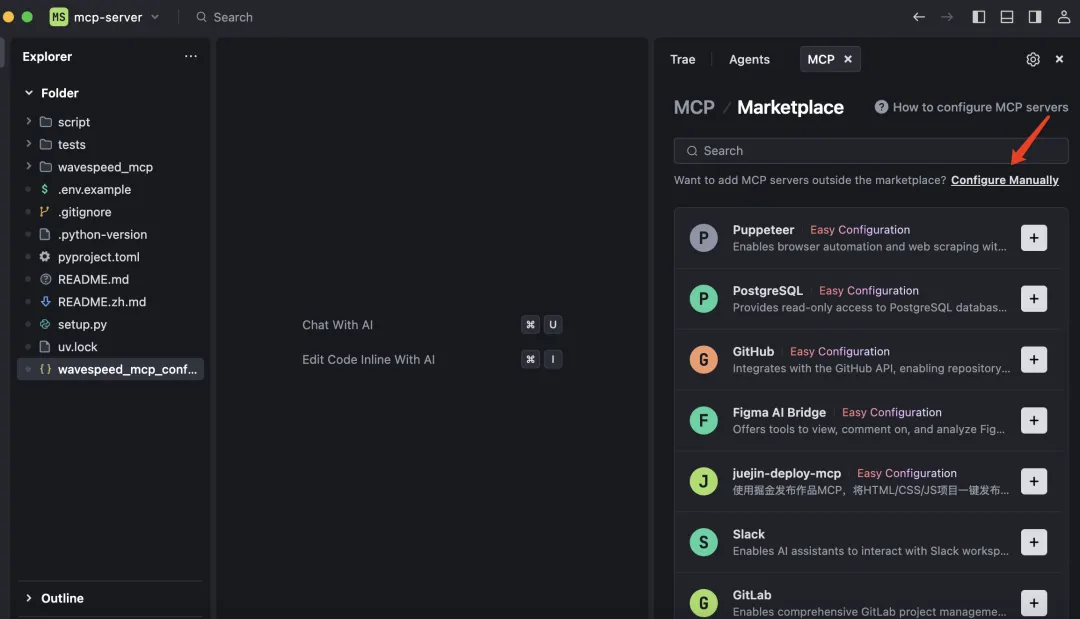 MS mcp-server
Search
Explorer
Folder
script
tests
wavespeed_mcp
$ .env.example
.gitignore
.python-version
pyproject.toml
README.md
README.zh.md
setup.py
uv.lock
{} wavespeed_mcp_conf...
Outline
Chat With AI ⌘ U
Edit Code Inline With AI ⌘ I
Trae Agents MCP
MCP / Marketplace ? How to configure MCP servers
Search
Want to add MCP servers outside the marketplace? Configure Manually
P Puppeteer Easy Configuration
Enables browser automation and web scraping wit...
P PostgreSQL Easy Configuration
Provides read-only access to PostgreSQL databas...
G GitHub Easy Configuration
Integrates with the GitHub API, enabling repository...
F Figma AI Bridge Easy Configuration
Offers tools to view, comment on, and analyze Fig...
J juejin-deploy-mcp Easy Configuration
使用掘金发布作品MCP，将HTML/CSS/JS项目一键发布...
S Slack
Enables AI assistants to interact with Slack worksp...
G GitLab
Enables comprehensive GitLab project manageme...